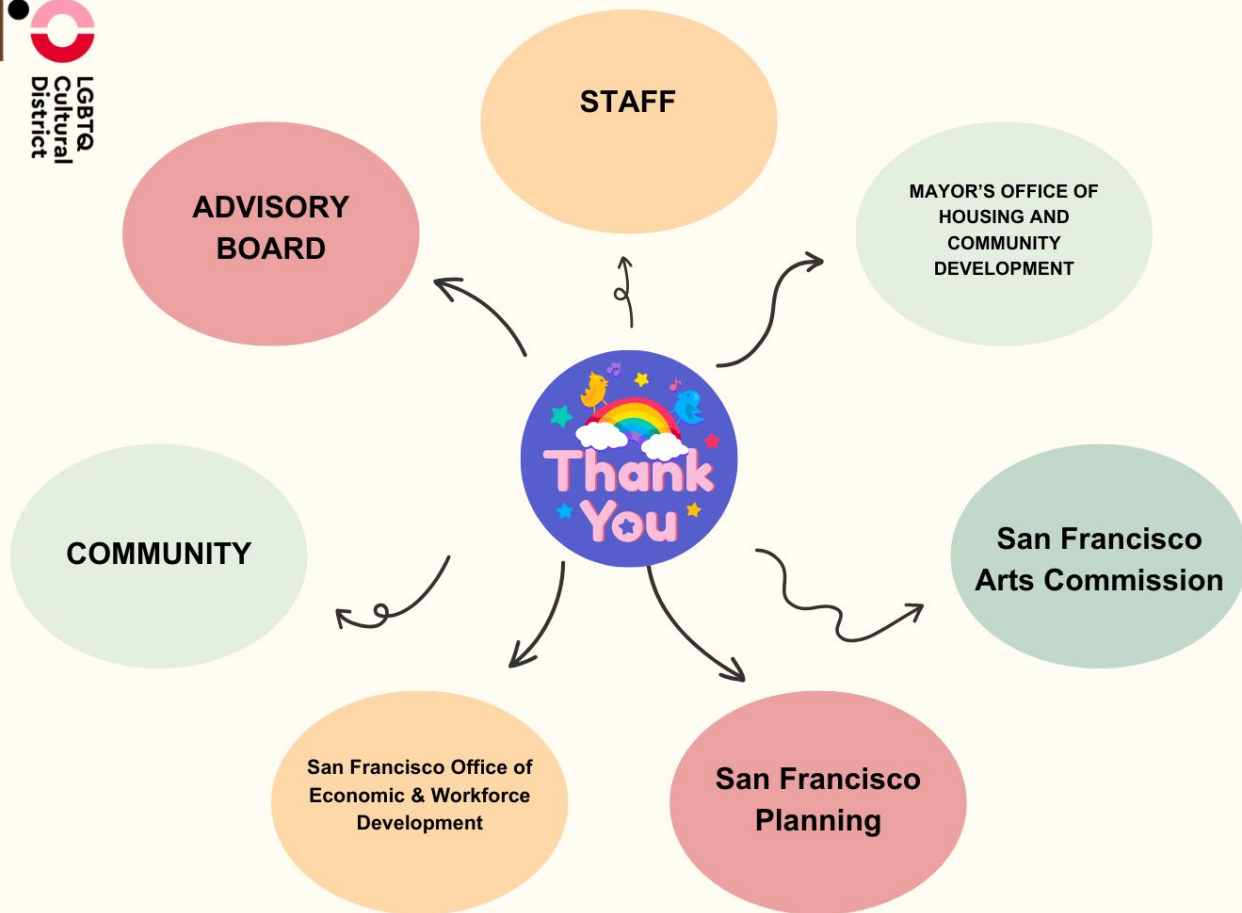 LGBTQ
Cultural
District
STAFF
ADVISORY
BOARD
MAYOR’S OFFICE OF
HOUSING AND
COMMUNITY
DEVELOPMENT
Thank
You
COMMUNITY
San Francisco
Arts Commission
San Francisco Office of
Economic & Workforce
Development
San Francisco
Planning